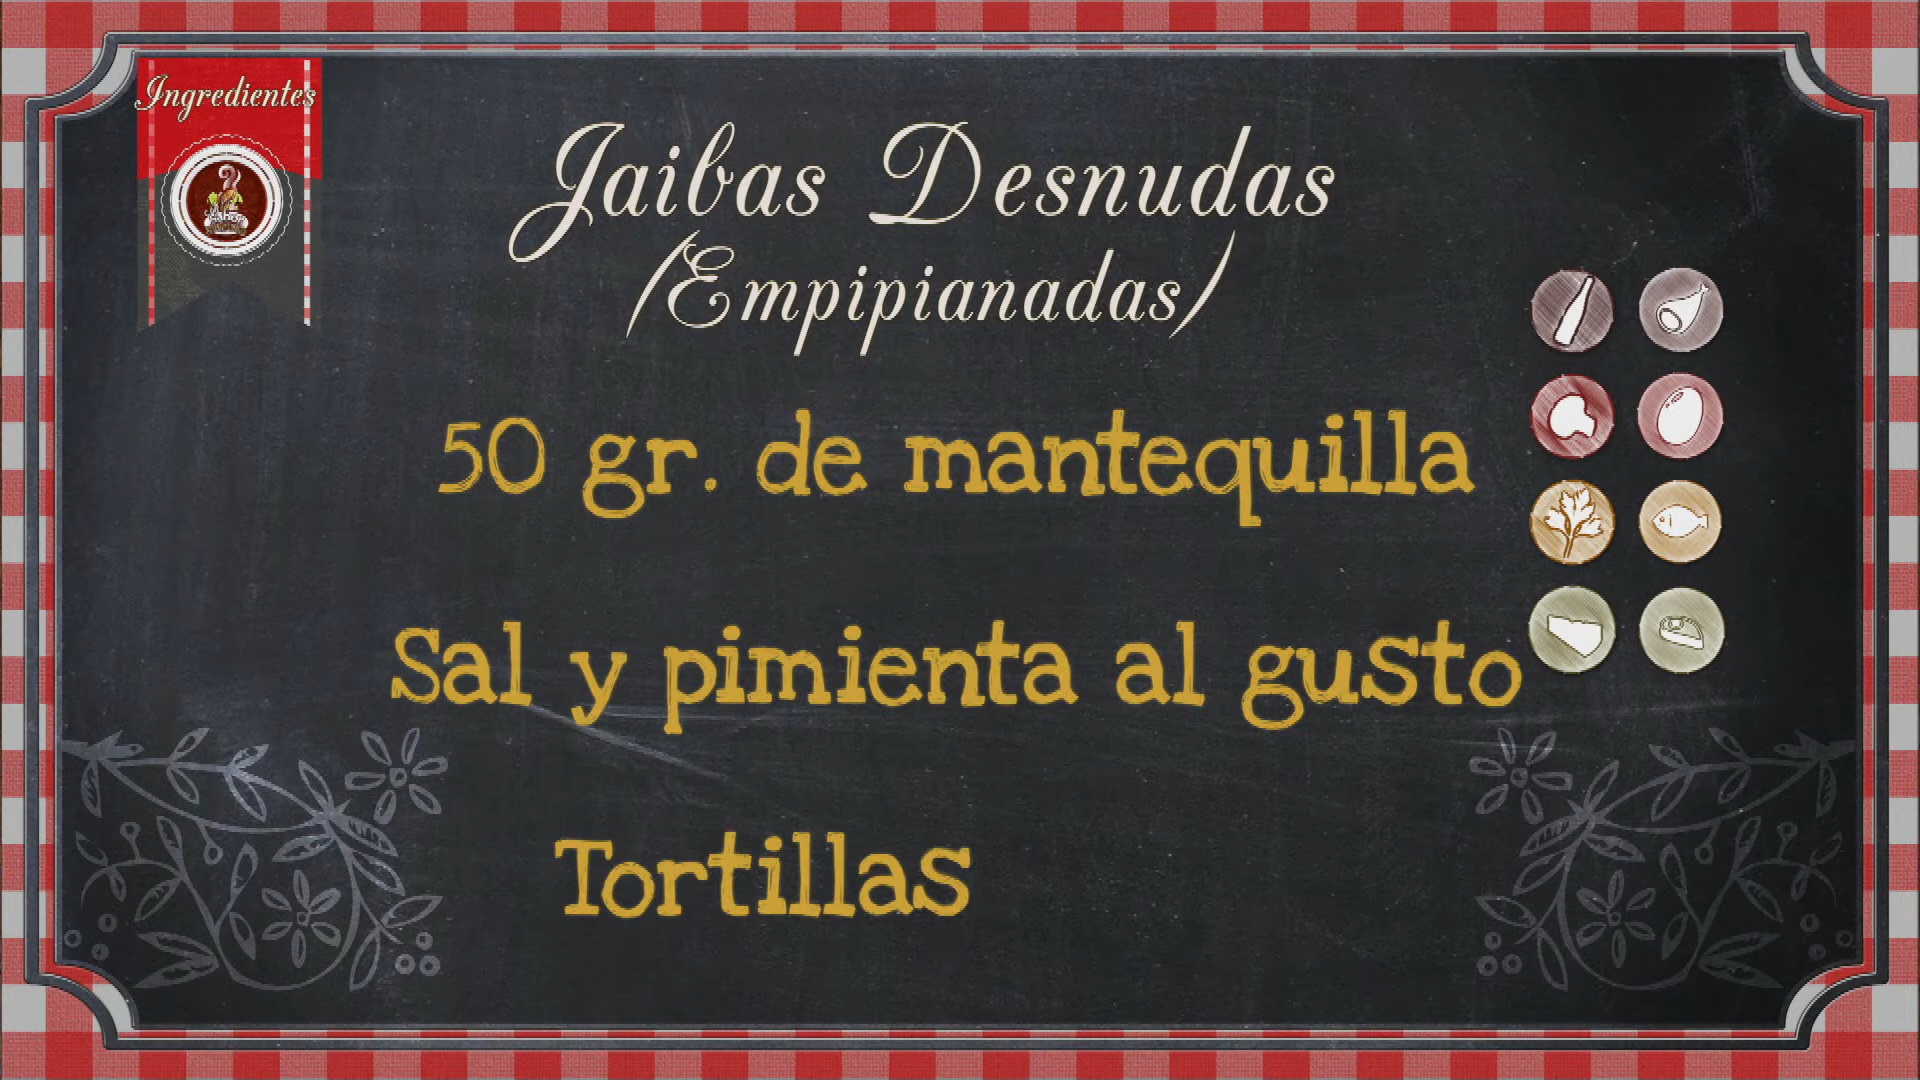 Ingredientes
Jaibas Desnudas
(Empipianadas)
50 gr. de mantequilla
Sal y pimienta al gusto
Tortillas